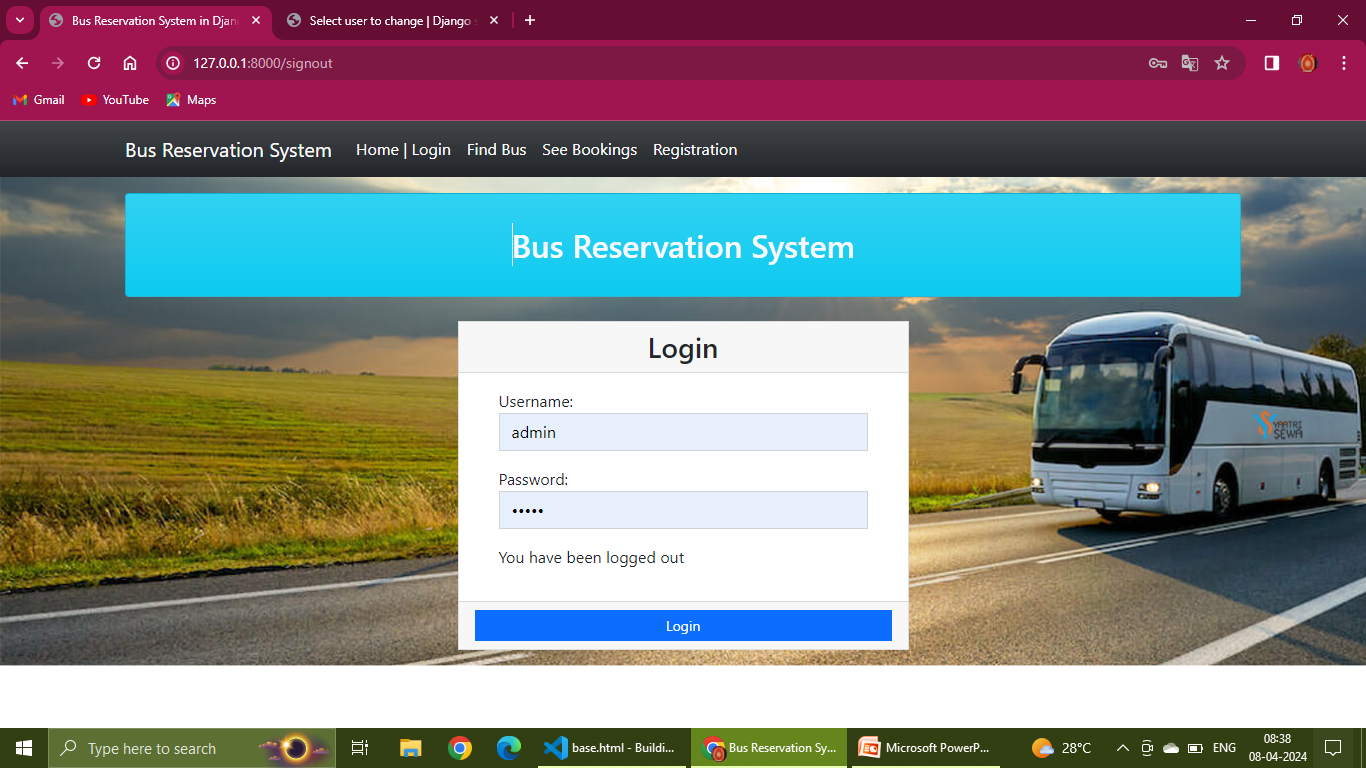 Bus Reservation System in Djan
Select user to change | Django s
127.0.0.1:8000/signout
Gmail
YouTube
Maps
Bus Reservation System
Home | Login
Find Bus
See Bookings
Registration
Bus Reservation System
Login
Username:
admin
Password:
•••••
You have been logged out
Login
YAATRI
SEWAI
Type here to search
base.html - Buildi...
Bus Reservation Sy...
Microsoft PowerP...
28°C
ENG
08:38
08-04-2024